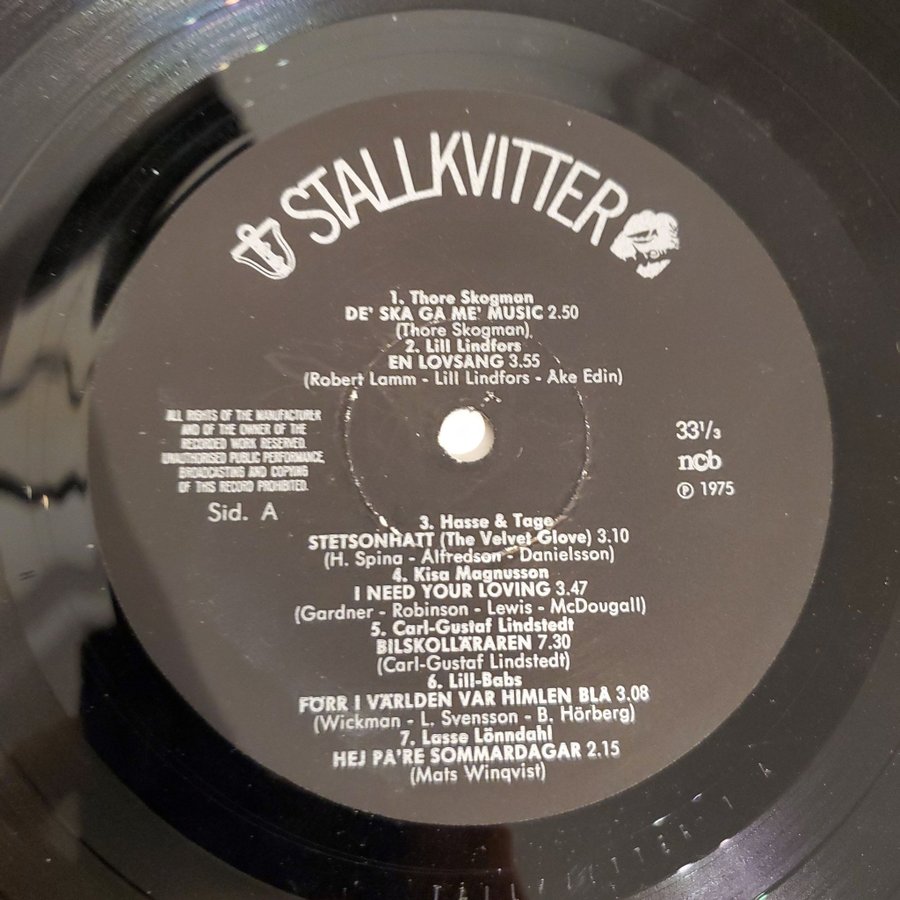 STALLKVITTER
1. Thore Skogman
DE' SKA GA ME' MUSIC 2.50
(Thore Skogman)
2. Lill Lindfors
EN LOVSANG 3.55
(Robert Lamm - Lill Lindfors - Ake Edin)
ALL RIGHTS OF THE MANUFACTURER
AND OF THE OWNER OF THE
RECORDED WORK RESERVED.
UNAUTHORISED PUBLIC PERFORMANCE,
BROADCASTING AND COPYING
OF THIS RECORD PROHIBITED.
Sid. A
33 1/3
ncb
℗ 1975
3. Hasse & Tage
STETSONHATT (The Velvet Glove) 3.10
(H. Spina - Alfredson - Danielsson)
4. Kisa Magnusson
I NEED YOUR LOVING 3.47
(Gardner - Robinson - Lewis - McDougall)
5. Carl-Gustaf Lindstedt
BILSKOLLÄRAREN 7.30
(Carl-Gustaf Lindstedt)
6. Lill-Babs
FÖRR I VÄRLDEN VAR HIMLEN BLA 3.08
(Wickman - L. Svensson - B. Hörberg)
7. Lasse Lönndahl
HEJ PA'RE SOMMARDAGAR 2.15
(Mats Winqvist)